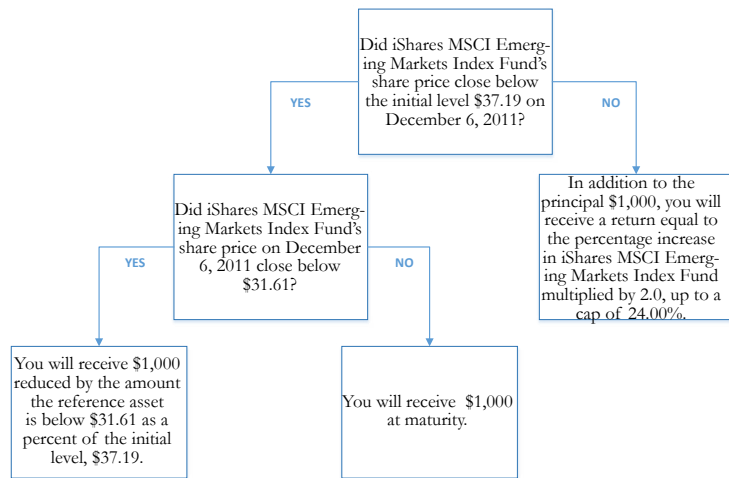 Did iShares MSCI Emerg-
ing Markets Index Fund's
share price close below
the initial level $37.19 on
December 6, 2011?
YES
NO
Did iShares MSCI Emerg-
ing Markets Index Fund's
share price on December
6, 2011 close below
$31.61?
In addition to the
principal $1,000, you will
receive a return equal to
the percentage increase
in iShares MSCI Emerg-
ing Markets Index Fund
multiplied by 2.0, up to a
cap of 24.00%.
YES
NO
You will receive $1,000
reduced by the amount
the reference asset
is below $31.61 as a
percent of the initial
level, $37.19.
You will receive $1,000
at maturity.